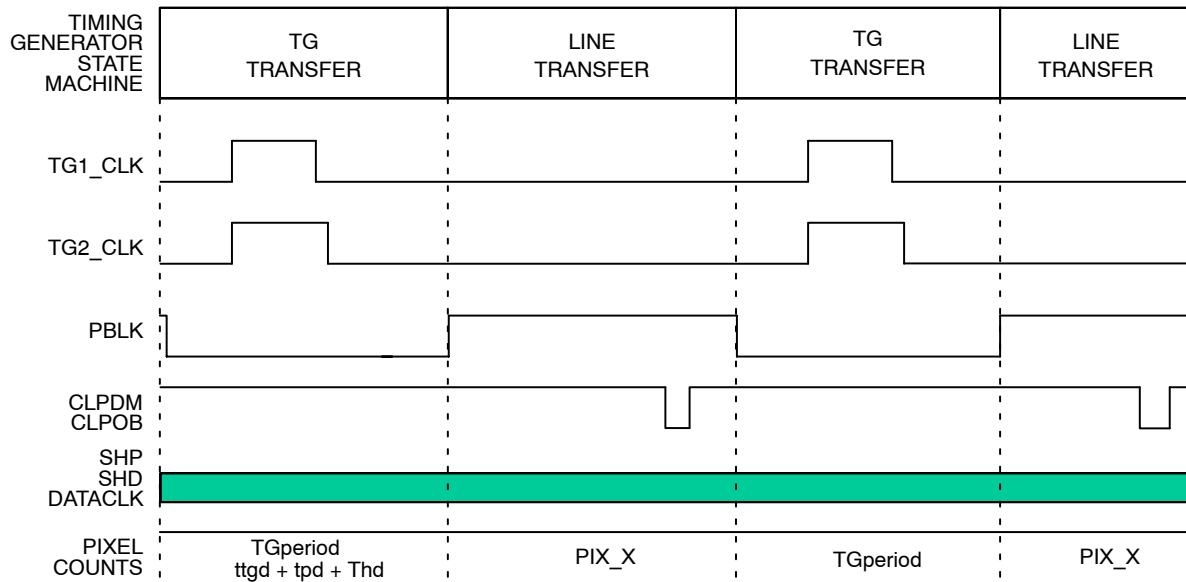 TIMING
GENERATOR
STATE
MACHINE
TG
TRANSFER
LINE
TRANSFER
TG
TRANSFER
LINE
TRANSFER
TG1_CLK
TG2_CLK
PBLK
CLPDM
CLPOB
SHP
SHD
DATACLK
PIXEL
COUNTS
TGperiod
ttgd + tpd + Thd
PIX_X
TGperiod
PIX_X